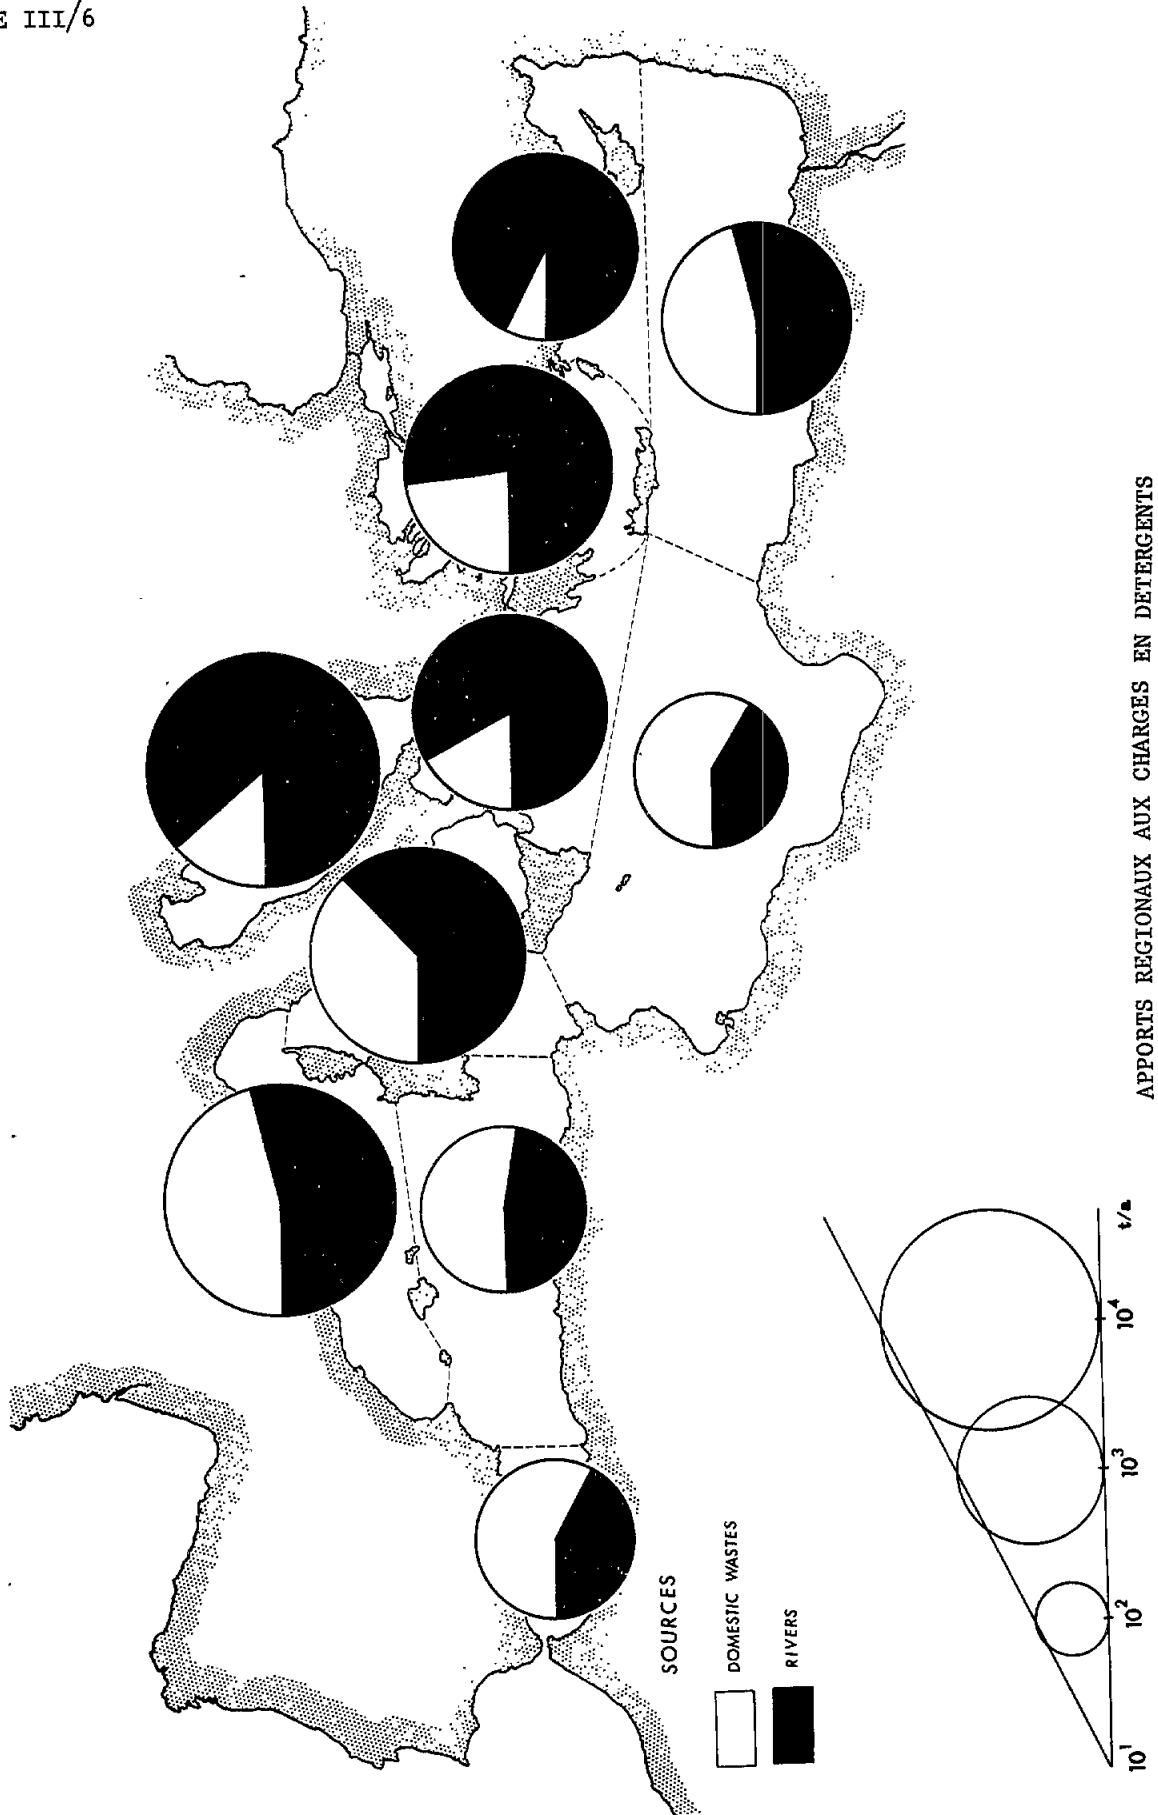 E III/6
SOURCES
DOMESTIC WASTES
RIVERS
10¹ 10² 10³ 10⁴ t/a
APPORTS REGIONAUX AUX CHARGES EN DETERGENTS